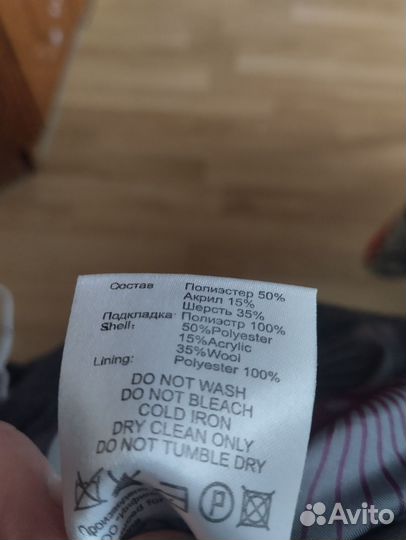 Состав Полиэстер 50%
Акрил 15%
Шерсть 35%
Подкладка: Полиэстр 100%
Shell: 50%Polyester
15%Acrylic
35%Wool
Lining: Polyester 100%
DO NOT WASH
DO NOT BLEACH
COLD IRON
DRY CLEAN ONLY
DO NOT TUMBLE DRY
P
Avito